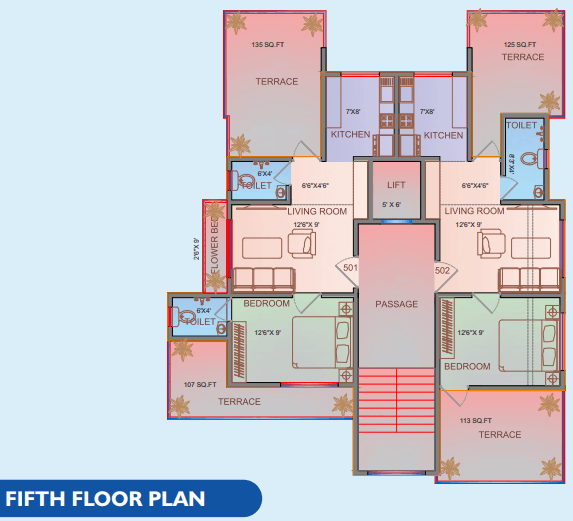 135 SQ.FT
TERRACE
125 SQ.FT
TERRACE
7'X8'
KITCHEN
7'X8'
KITCHEN
TOILET
8'3"X4'
6'X4'
TOILET
6'6"X4'6"
LIFT
5' X 6'
6'6"X4'6"
LIVING ROOM
12'6"X 9'
LIVING ROOM
12'6"X 9'
2'6"X 9'
FLOWER BED
501
502
BEDROOM
12'6"X 9'
6'X4'
TOILET
PASSAGE
12'6"X 9'
BEDROOM
107 SQ.FT
TERRACE
113 SQ.FT
TERRACE
FIFTH FLOOR PLAN